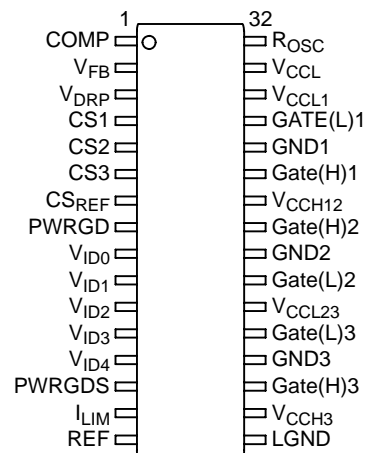 1 32
COMP ROSC
VFB VCCL
VDRP VCCL1
CS1 GATE(L)1
CS2 GND1
CS3 Gate(H)1
CSREF VCCH12
PWRGD Gate(H)2
VID0 GND2
VID1 Gate(L)2
VID2 VCCL23
VID3 Gate(L)3
VID4 GND3
PWRGDS Gate(H)3
ILIM VCCH3
REF LGND